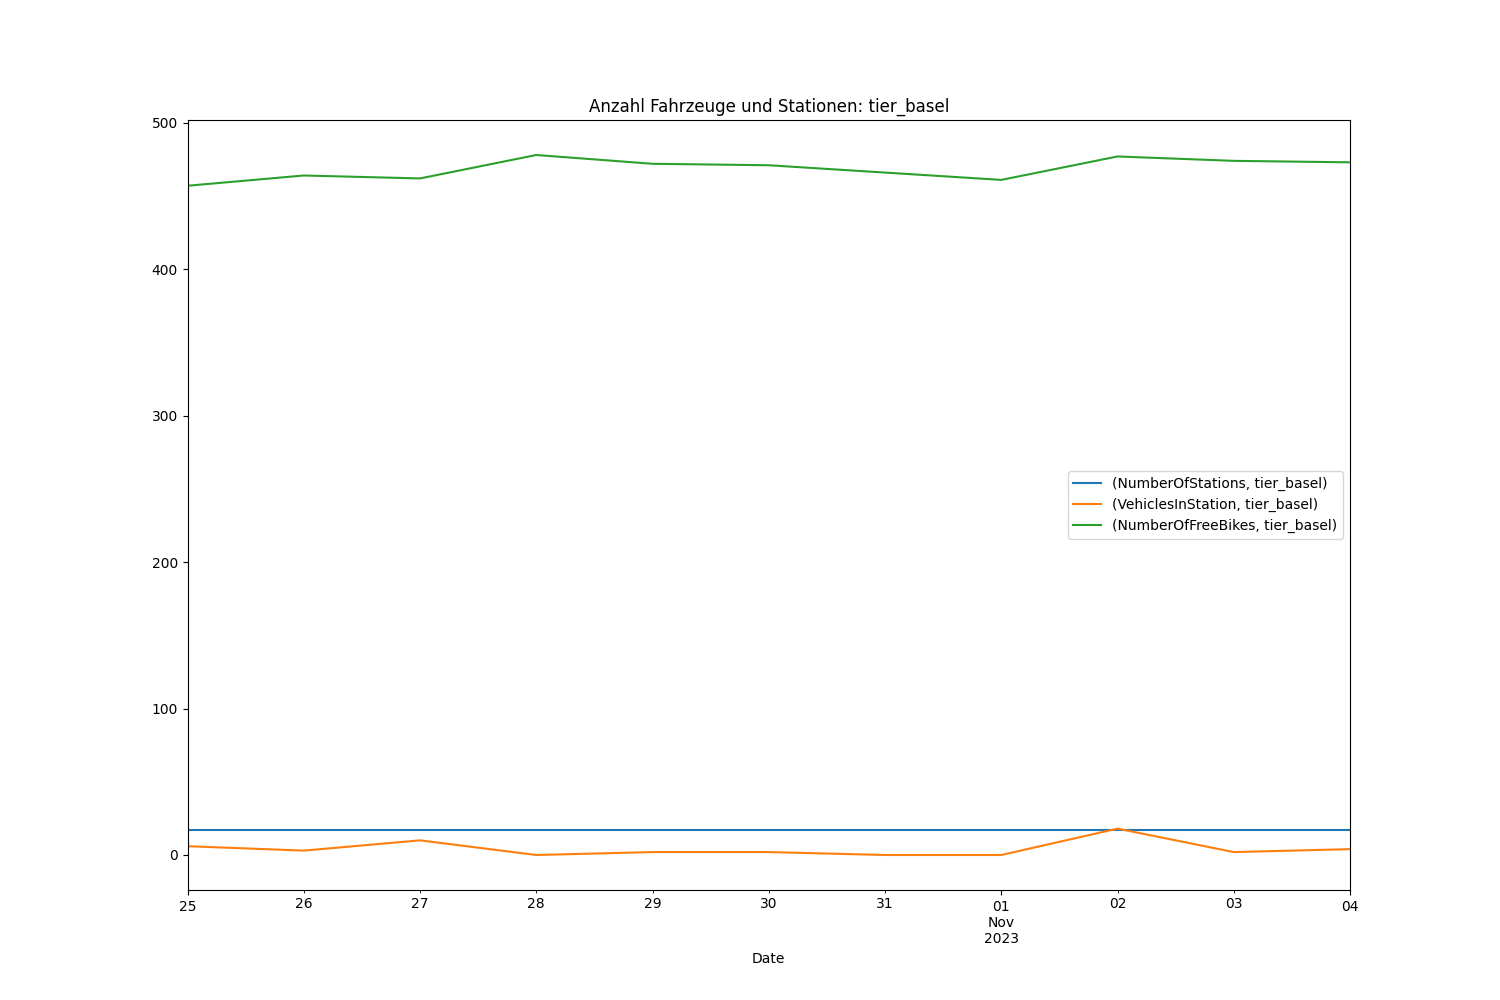 Anzahl Fahrzeuge und Stationen: tier_basel
500
400
300
200
100
0
(NumberOfStations, tier_basel)
(VehiclesInStation, tier_basel)
(NumberOfFreeBikes, tier_basel)
25 26 27 28 29 30 31 01 02 03 04
Nov
2023
Date